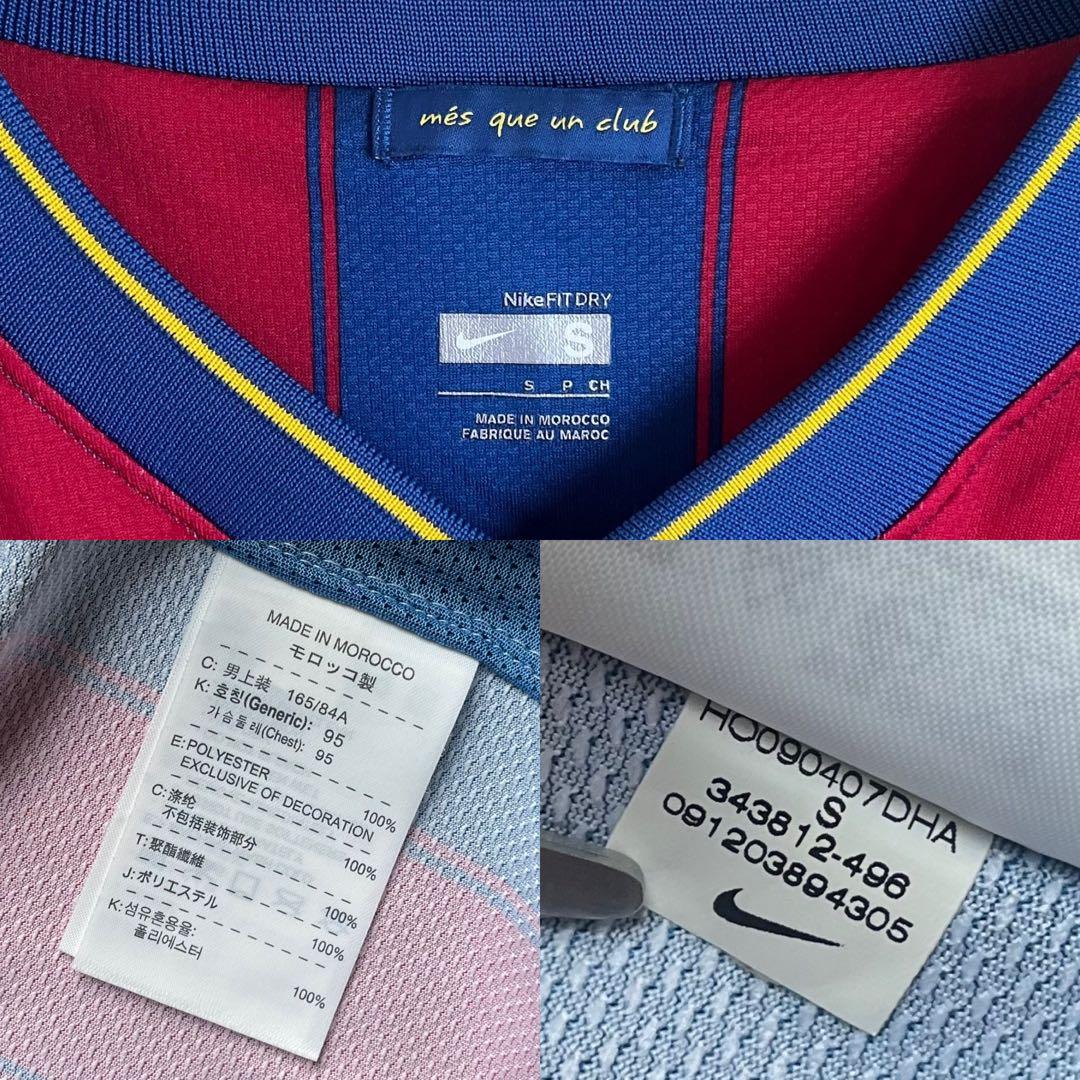 més que un club
NikeFITDRY
S
S P CH
MADE IN MOROCCO
FABRIQUE AU MAROC
MADE IN MOROCCO
モロッコ製
C: 男上装 165/84A
K: 호칭(Generic): 95
가슴둘레(Chest): 95
E: POLYESTER 100%
EXCLUSIVE OF DECORATION
C: 涤纶 100%
不包括装饰部分
T: 聚酯纖維 100%
J: ポリエステル 100%
K: 섬유혼용율:
폴리에스터 100%
HO090407DHA
S
343812-496
091203894305